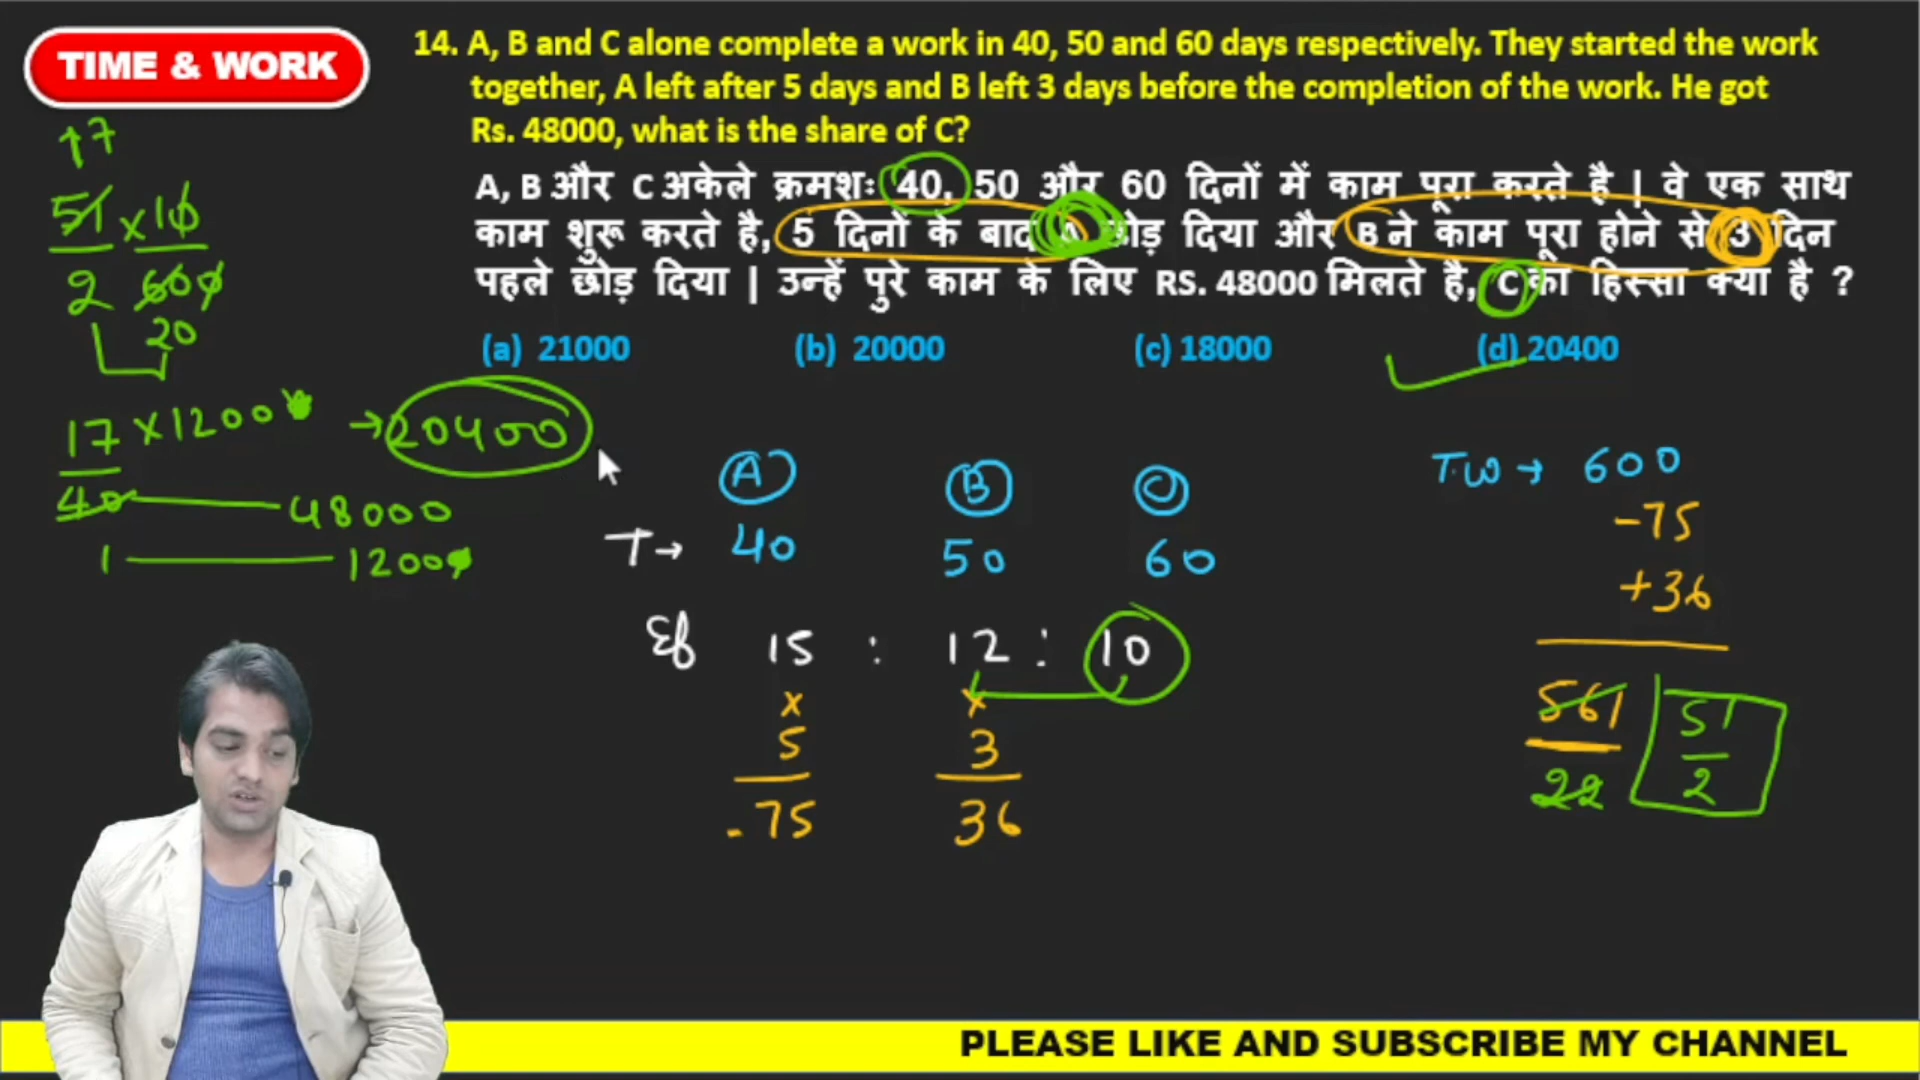 TIME & WORK
14. A, B and C alone complete a work in 40, 50 and 60 days respectively. They started the work
together, A left after 5 days and B left 3 days before the completion of the work. He got
Rs. 48000, what is the share of C?
A, B और C अकेले क्रमशः 40, 50 और 60 दिनों में काम पूरा करते है | वे एक साथ
काम शुरू करते है, 5 दिनों के बाद A छोड़ दिया और B ने काम पूरा होने से 3 दिन
पहले छोड़ दिया | उन्हें पुरे काम के लिए RS. 48000 मिलते है, C का हिस्सा क्या है ?
(a) 21000 (b) 20000 (c) 18000 (d) 20400
17
51 x 10
2 600
20
17 x 1200 → 20400
40 48000
1 1200
A B C
T → 40 50 60
Eff 15 : 12 : 10
x x
5 3
-75 36
T.W → 600
-75
+36
561 51
22 2
PLEASE LIKE AND SUBSCRIBE MY CHANNEL